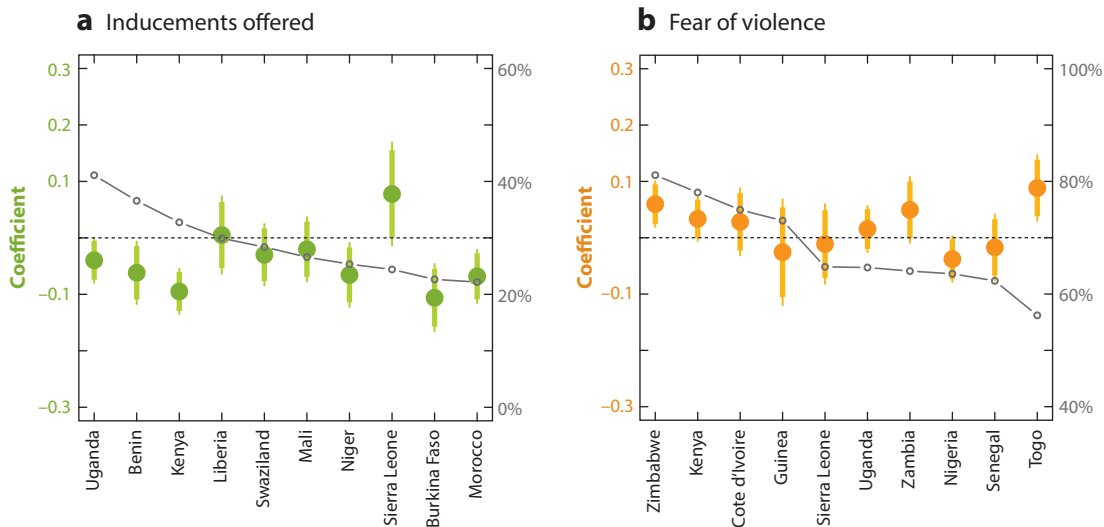 a Inducements offered
0.3
0.2
0.1
–0.1
–0.3
Coefficient
60%
40%
20%
0%
Uganda
Benin
Kenya
Liberia
Swaziland
Mali
Niger
Sierra Leone
Burkina Faso
Morocco
b Fear of violence
0.3
0.2
0.1
–0.1
–0.3
Coefficient
100%
80%
60%
40%
Zimbabwe
Kenya
Cote d'Ivoire
Guinea
Sierra Leone
Uganda
Zambia
Nigeria
Senegal
Togo